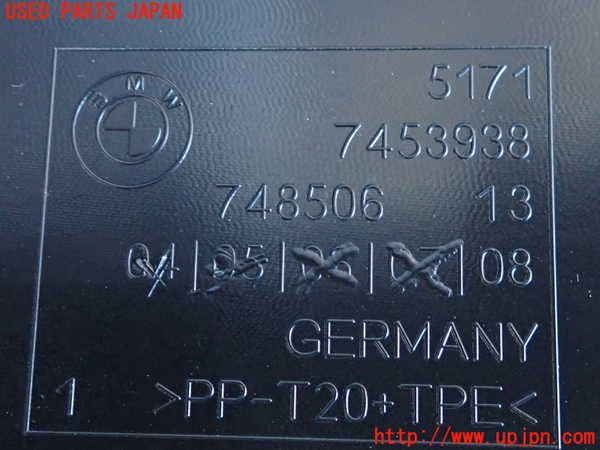 USED PARTS JAPAN
BMW
5171
7453938
748506 13
04|05|06|07|08
GERMANY
1 >PP-T20+TPE<
http://www.upjpn.com/